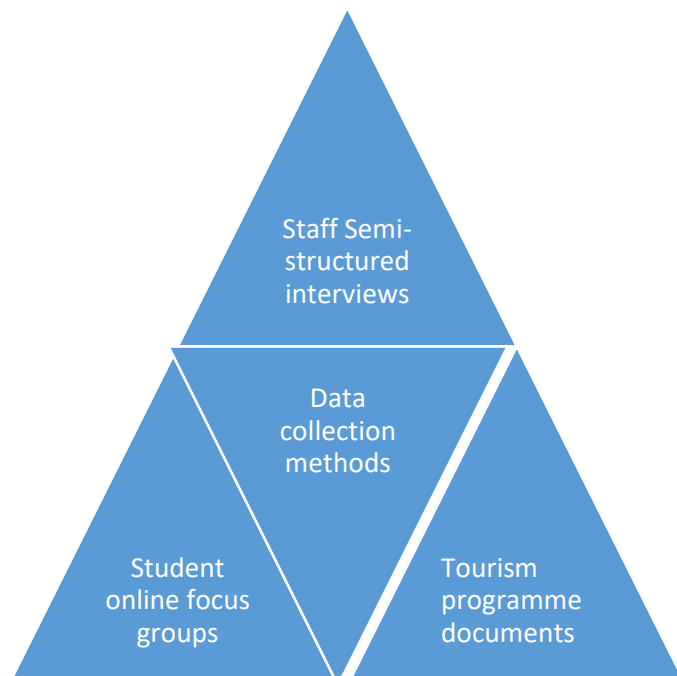 Staff Semi-
structured
interviews
Data
collection
methods
Student
online focus
groups
Tourism
programme
documents